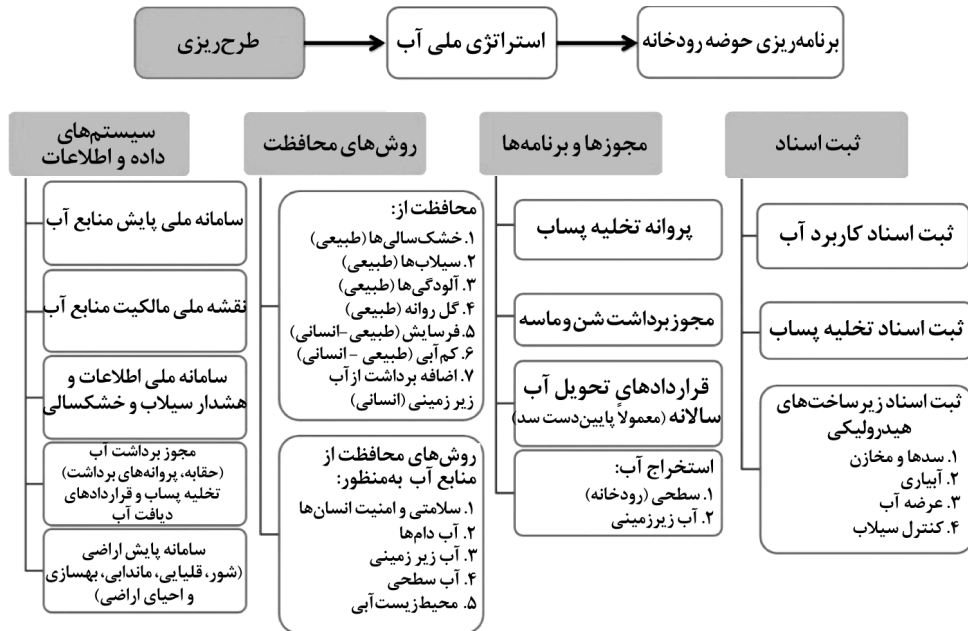 برنامه‌ریزی حوضه رودخانه
استراتژی ملی آب
طرح‌ریزی
ثبت اسناد
ثبت اسناد کاربرد آب
ثبت اسناد تخلیه پساب
ثبت اسناد زیرساخت‌های
هیدرولیکی
۱. سدها و مخازن
۲. آبیاری
۳. عرضه آب
۴. کنترل سیلاب
مجوزها و برنامه‌ها
پروانه تخلیه پساب
مجوز برداشت شن و ماسه
قراردادهای تحویل آب
سالانه (معمولاً پایین‌دست سد)
استخراج آب:
۱. سطحی (رودخانه)
۲. آب زیرزمینی
روش‌های محافظت
محافظت از:
۱. خشک‌سالی‌ها (طبیعی)
۲. سیلاب‌ها (طبیعی)
۳. آلودگی‌ها (طبیعی)
۴. گل روانه (طبیعی)
۵. فرسایش (طبیعی-انسانی)
۶. کم‌آبی (طبیعی - انسانی)
۷. اضافه برداشت از آب
زیر زمینی (انسانی)
روش‌های محافظت از
منابع آب به‌منظور:
۱. سلامتی و امنیت انسان‌ها
۲. آب دام‌ها
۳. آب زیر زمینی
۴. آب سطحی
۵. محیط‌زیست آبی
سیستم‌های
داده و اطلاعات
سامانه ملی پایش منابع آب
نقشه ملی مالکیت منابع آب
سامانه ملی اطلاعات و
هشدار سیلاب و خشکسالی
مجوز برداشت آب
(حقابه، پروانه‌های برداشت)
تخلیه پساب و قراردادهای
دیافت آب
سامانه پایش اراضی
(شور، قلیایی، ماندابی، بهسازی
و احیای اراضی)